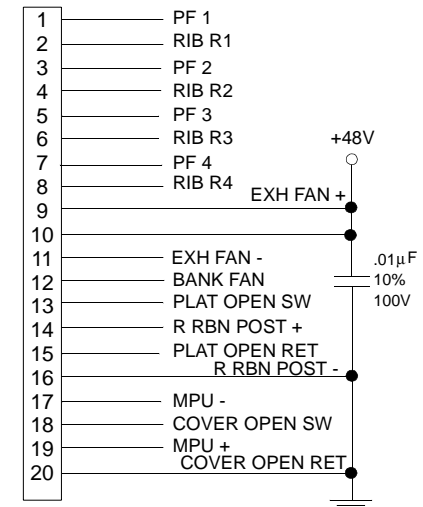 1 PF 1
2 RIB R1
3 PF 2
4 RIB R2
5 PF 3
6 RIB R3
+48V
7 PF 4
8 RIB R4
EXH FAN +
9
10
11 EXH FAN -
.01µF
12 BANK FAN
10%
13 PLAT OPEN SW
100V
14 R RBN POST +
15 PLAT OPEN RET
R RBN POST -
16
17 MPU -
18 COVER OPEN SW
19 MPU +
COVER OPEN RET
20